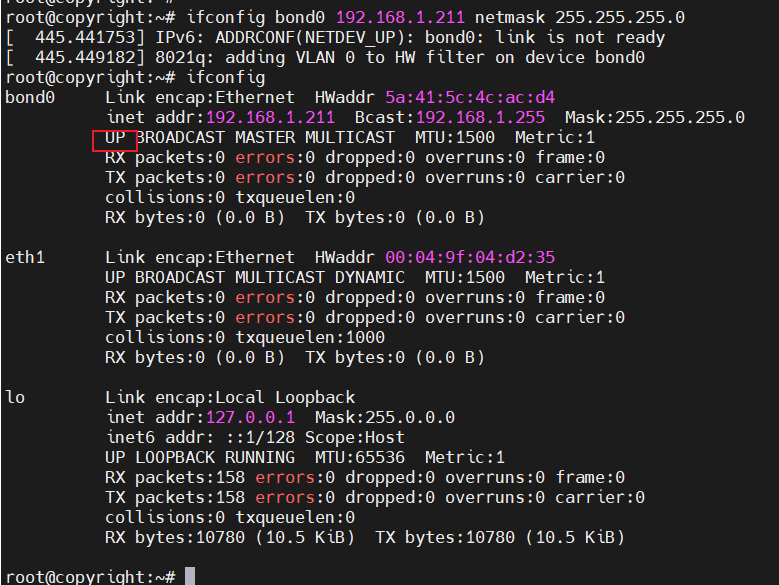 root@copyright:~#
root@copyright:~# ifconfig bond0 192.168.1.211 netmask 255.255.255.0
[  445.441753] IPv6: ADDRCONF(NETDEV_UP): bond0: link is not ready
[  445.449182] 8021q: adding VLAN 0 to HW filter on device bond0
root@copyright:~# ifconfig
bond0     Link encap:Ethernet  HWaddr 5a:41:5c:4c:ac:d4
          inet addr:192.168.1.211  Bcast:192.168.1.255  Mask:255.255.255.0
          UP BROADCAST MASTER MULTICAST  MTU:1500  Metric:1
          RX packets:0 errors:0 dropped:0 overruns:0 frame:0
          TX packets:0 errors:0 dropped:0 overruns:0 carrier:0
          collisions:0 txqueuelen:0
          RX bytes:0 (0.0 B)  TX bytes:0 (0.0 B)

eth1      Link encap:Ethernet  HWaddr 00:04:9f:04:d2:35
          UP BROADCAST MULTICAST DYNAMIC  MTU:1500  Metric:1
          RX packets:0 errors:0 dropped:0 overruns:0 frame:0
          TX packets:0 errors:0 dropped:0 overruns:0 carrier:0
          collisions:0 txqueuelen:1000
          RX bytes:0 (0.0 B)  TX bytes:0 (0.0 B)

lo        Link encap:Local Loopback
          inet addr:127.0.0.1  Mask:255.0.0.0
          inet6 addr: ::1/128 Scope:Host
          UP LOOPBACK RUNNING  MTU:65536  Metric:1
          RX packets:158 errors:0 dropped:0 overruns:0 frame:0
          TX packets:158 errors:0 dropped:0 overruns:0 carrier:0
          collisions:0 txqueuelen:0
          RX bytes:10780 (10.5 KiB)  TX bytes:10780 (10.5 KiB)

root@copyright:~#